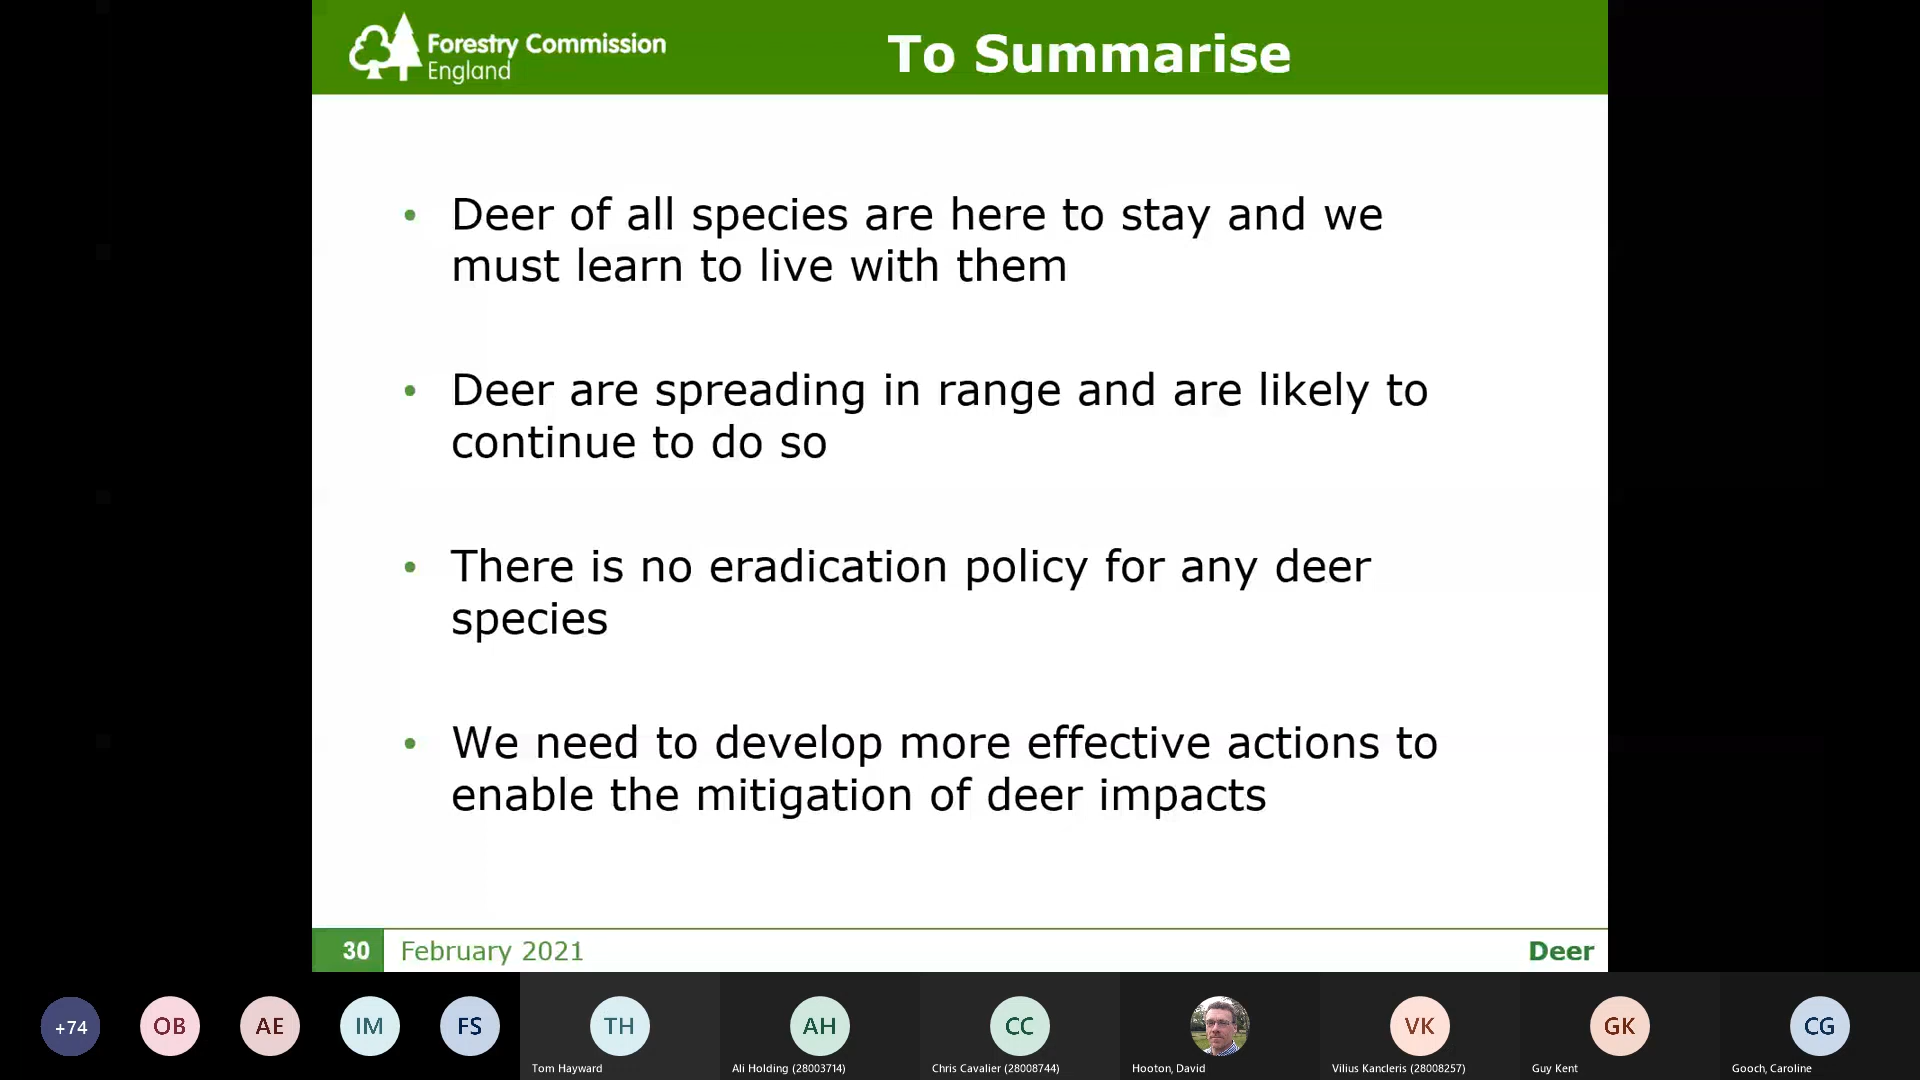 Forestry Commission
England
To Summarise
• Deer of all species are here to stay and we
must learn to live with them
• Deer are spreading in range and are likely to
continue to do so
• There is no eradication policy for any deer
species
• We need to develop more effective actions to
enable the mitigation of deer impacts
30 February 2021 Deer
+74 OB AE IM FS TH AH CC VK GK CG
Tom Hayward Ali Holding (28003714) Chris Cavalier (28008744) Hooton, David Vilius Kancleris (28008257) Guy Kent Gooch, Caroline